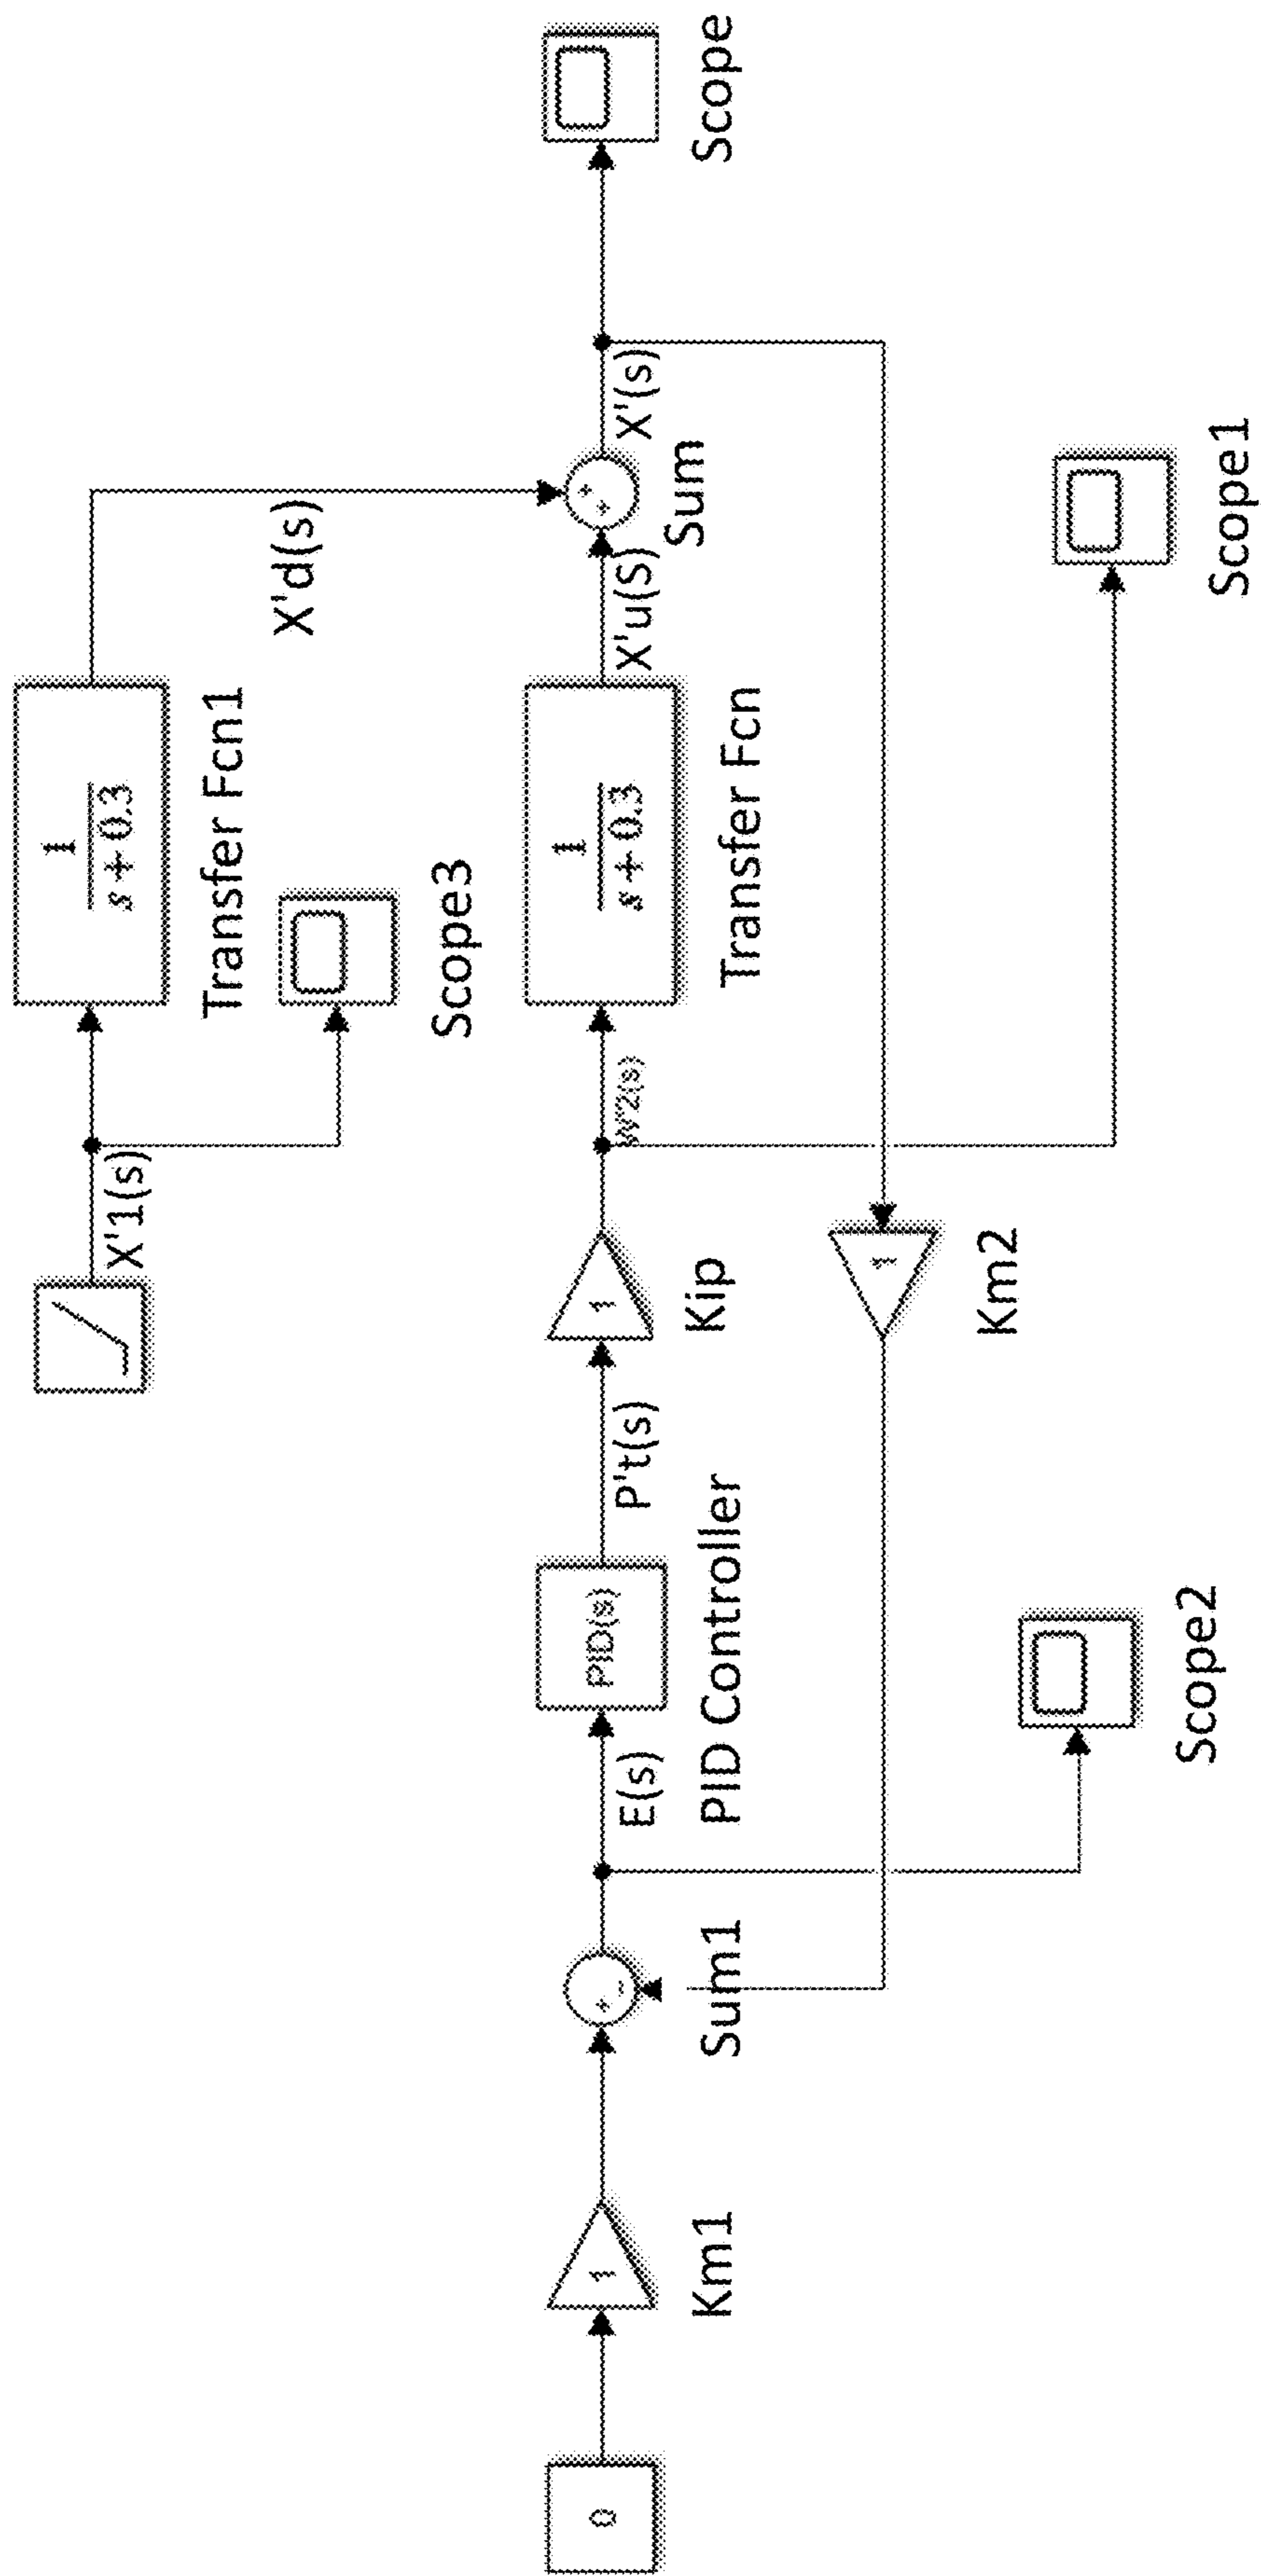 X'1(s)
1
s + 0.3
Transfer Fcn1
X'd(s)
Scope3
0
1
Km1
+
-
Sum1
E(s)
PID(s)
PID Controller
P't(s)
1
Kip
W'2(s)
1
s + 0.3
Transfer Fcn
X'u(S)
+
+
Sum
X'(s)
Scope
1
Km2
Scope2
Scope1